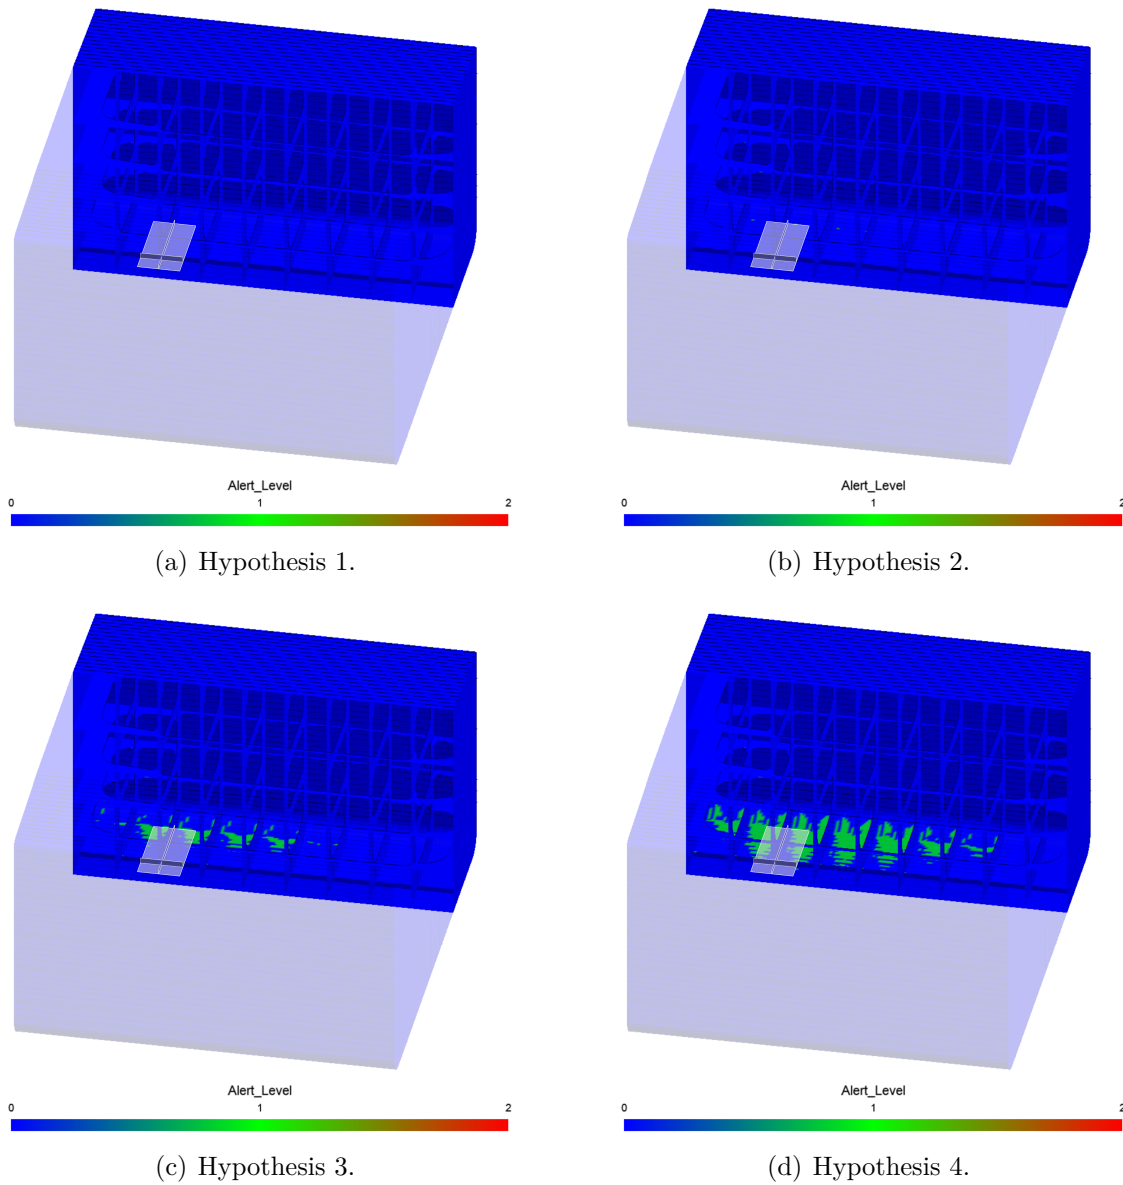 Alert_Level
0 1 2
(a) Hypothesis 1.
Alert_Level
0 1 2
(b) Hypothesis 2.
Alert_Level
0 1 2
(c) Hypothesis 3.
Alert_Level
0 1 2
(d) Hypothesis 4.